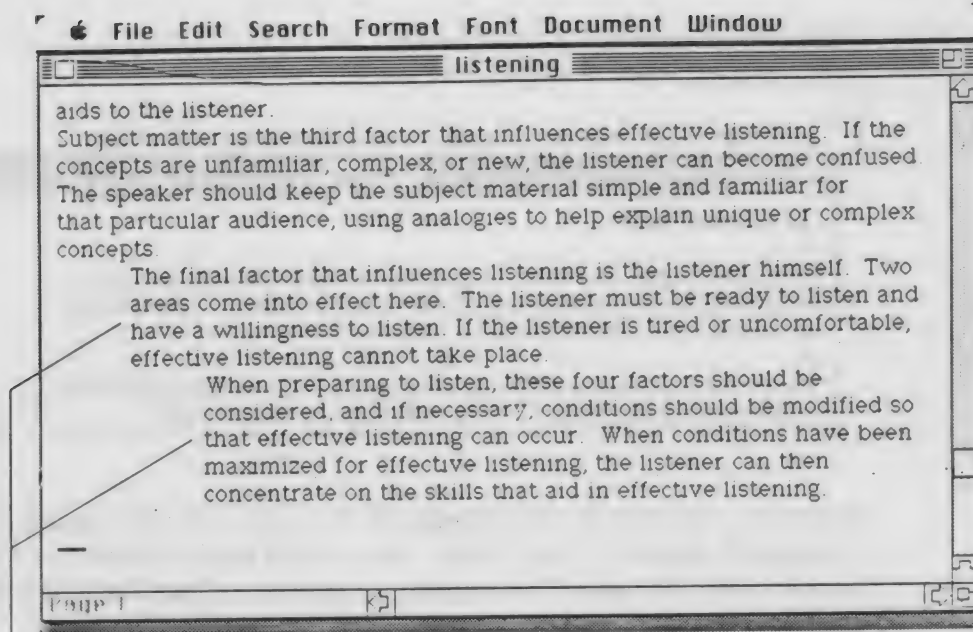 File Edit Search Format Font Document Window
listening
aids to the listener.
Subject matter is the third factor that influences effective listening. If the
concepts are unfamiliar, complex, or new, the listener can become confused.
The speaker should keep the subject material simple and familiar for
that particular audience, using analogies to help explain unique or complex
concepts.
The final factor that influences listening is the listener himself. Two
areas come into effect here. The listener must be ready to listen and
have a willingness to listen. If the listener is tired or uncomfortable,
effective listening cannot take place.
When preparing to listen, these four factors should be
considered, and if necessary, conditions should be modified so
that effective listening can occur. When conditions have been
maximized for effective listening, the listener can then
concentrate on the skills that aid in effective listening.
Page 1